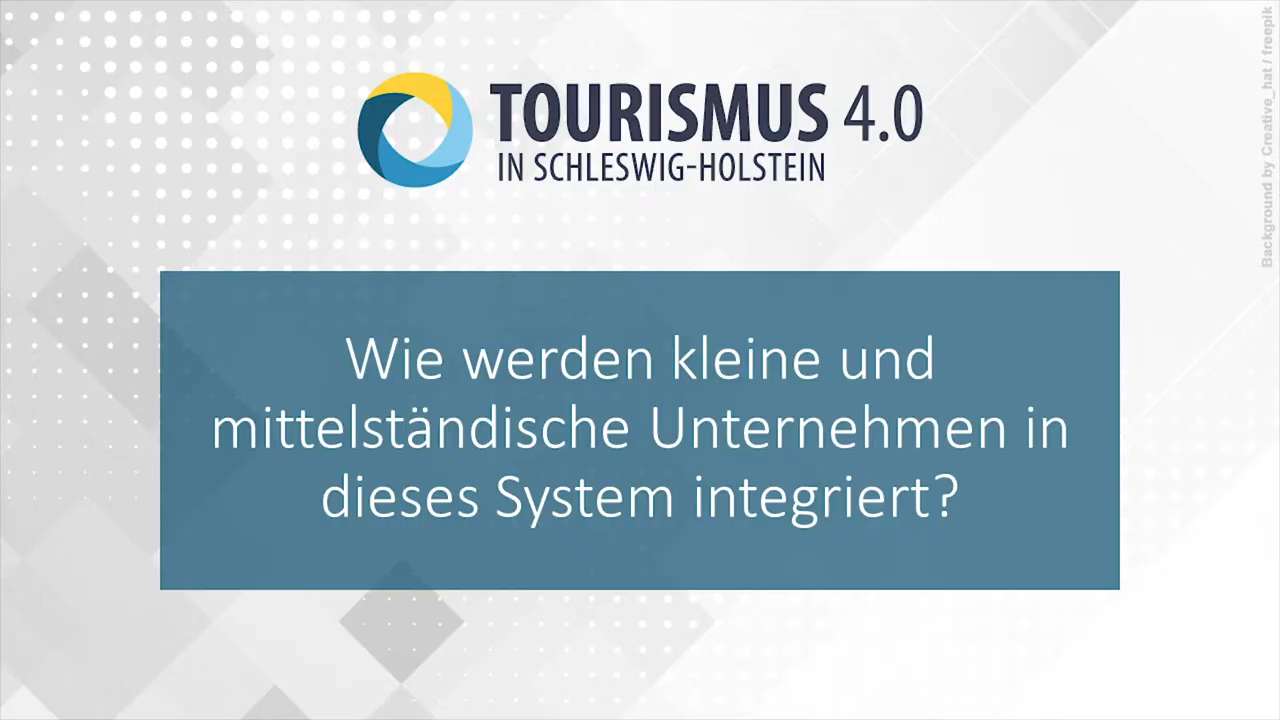 TOURISMUS 4.0
IN SCHLESWIG-HOLSTEIN
Wie werden kleine und
mittelständische Unternehmen in
dieses System integriert?
Background by Creative_hat / freepik